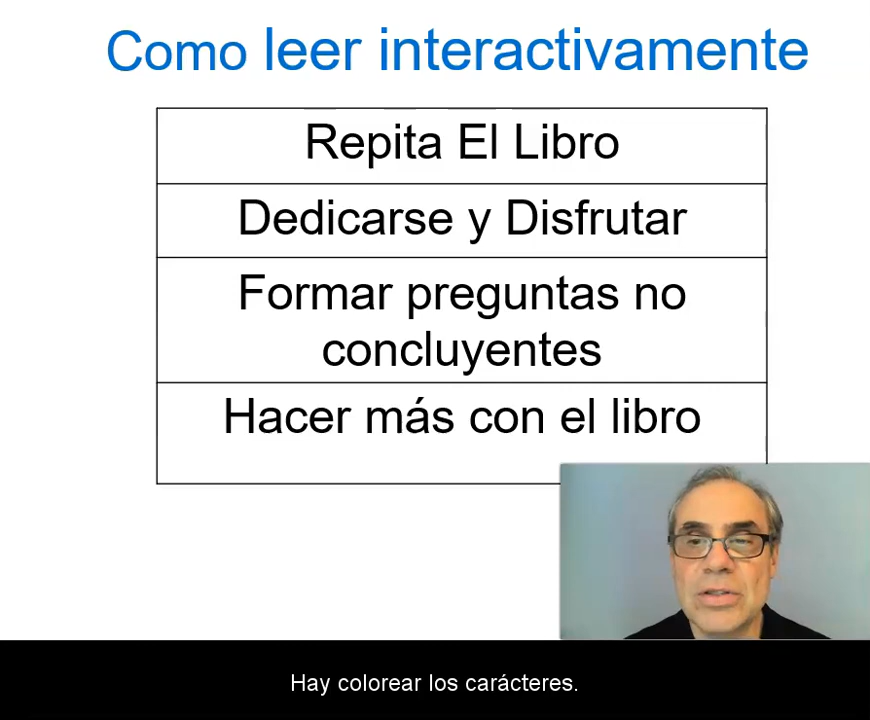 Como leer interactivamente
Repita El Libro
Dedicarse y Disfrutar
Formar preguntas no
concluyentes
Hacer más con el libro
Hay colorear los carácteres.